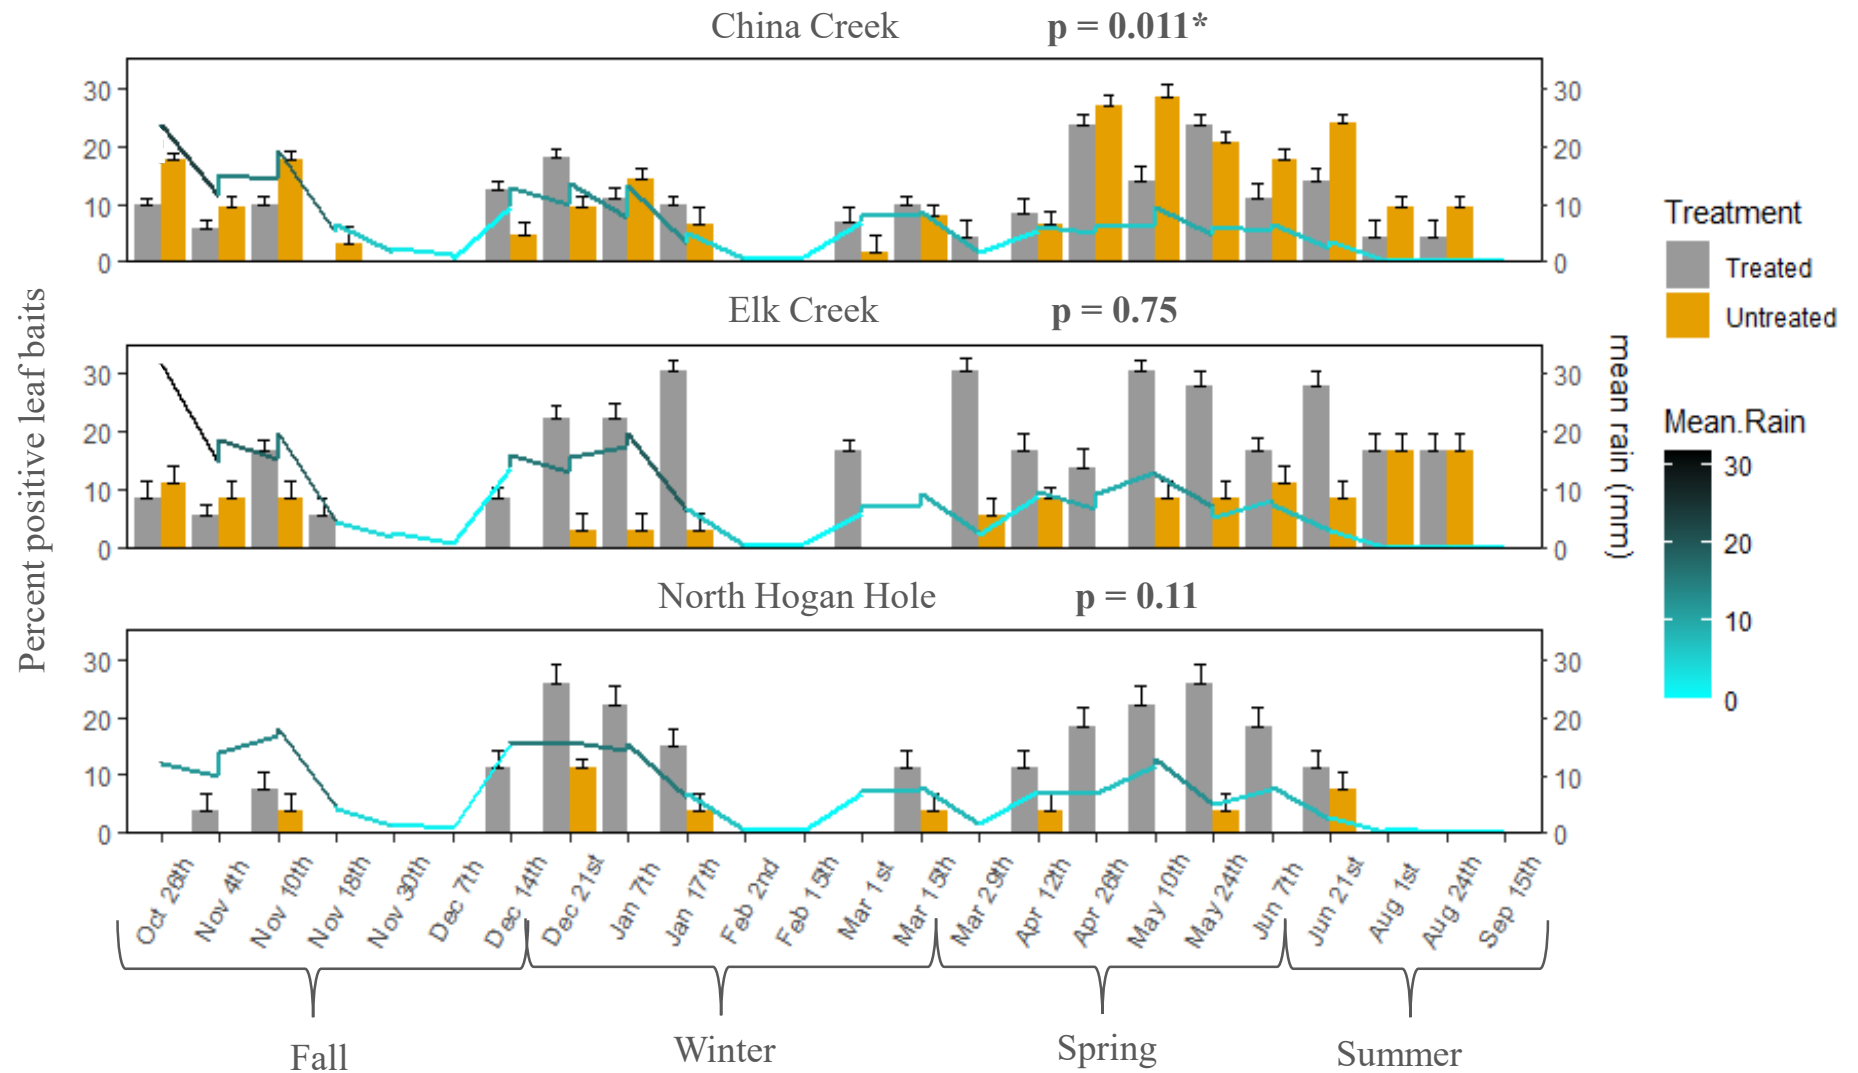 China Creek p = 0.011*
30 30
20 20
10 10
0 0
Elk Creek p = 0.75
30 30
20 20
10 10
0 0
North Hogan Hole p = 0.11
30 30
20 20
10 10
0 0
Percent positive leaf baits
mean rain (mm)
Oct 26th
Nov 4th
Nov 10th
Nov 18th
Nov 30th
Dec 7th
Dec 14th
Dec 21st
Jan 7th
Jan 17th
Feb 2nd
Feb 15th
Mar 1st
Mar 15th
Mar 29th
Apr 12th
Apr 26th
May 10th
May 24th
Jun 7th
Jun 21st
Aug 1st
Aug 24th
Sep 15th
Fall
Winter
Spring
Summer
Treatment
Treated
Untreated
Mean.Rain
30
20
10
0